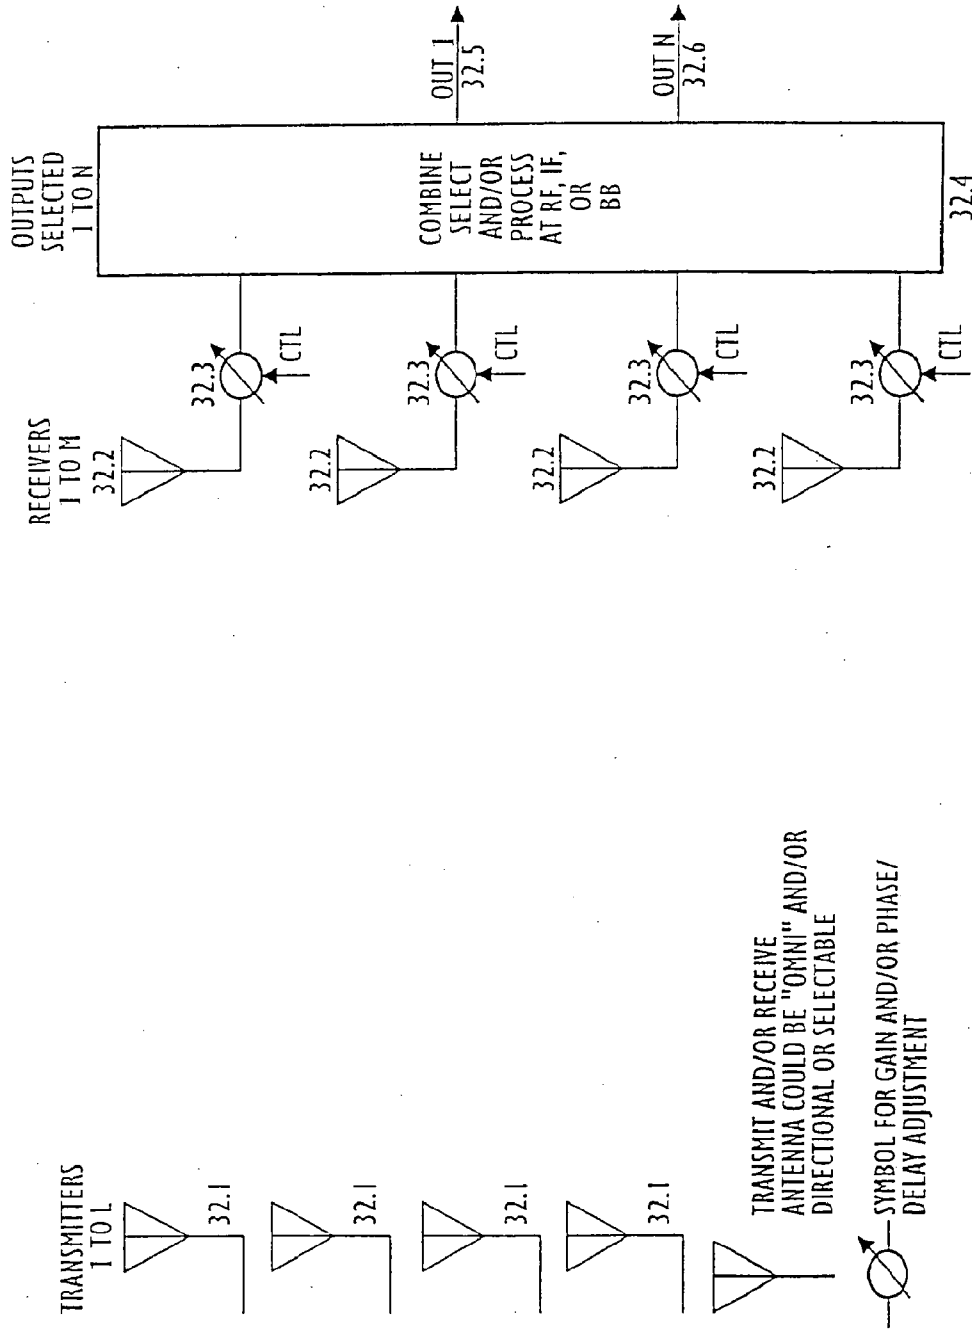 TRANSMITTERS
1 TO L
32.1
32.1
32.1
32.1
TRANSMIT AND/OR RECEIVE
ANTENNA COULD BE "OMNI" AND/OR
DIRECTIONAL OR SELECTABLE
SYMBOL FOR GAIN AND/OR PHASE/
DELAY ADJUSTMENT
RECEIVERS
1 TO M
32.2
32.3
CTL
32.2
32.3
CTL
32.2
32.3
CTL
32.2
32.3
CTL
OUTPUTS
SELECTED
1 TO N
COMBINE
SELECT
AND/OR
PROCESS
AT RF, IF,
OR
BB
32.4
OUT 1
32.5
OUT N
32.6